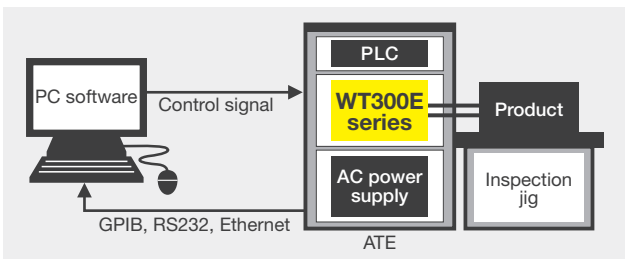 PC software
Control signal
GPIB, RS232, Ethernet
PLC
WT300E
series
AC power
supply
ATE
Product
Inspection
jig